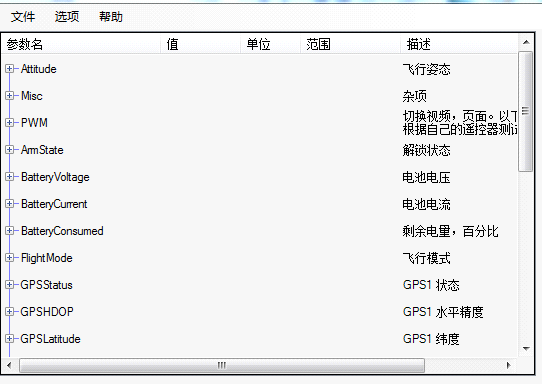 文件 选项 帮助
参数名 值 单位 范围 描述
Attitude 飞行姿态
Misc 杂项
PWM 切换视频，页面。以下
根据自己的遥控器测试
ArmState 解锁状态
BatteryVoltage 电池电压
BatteryCurrent 电池电流
BatteryConsumed 剩余电量，百分比
FlightMode 飞行模式
GPSStatus GPS1 状态
GPSHDOP GPS1 水平精度
GPSLatitude GPS1 纬度